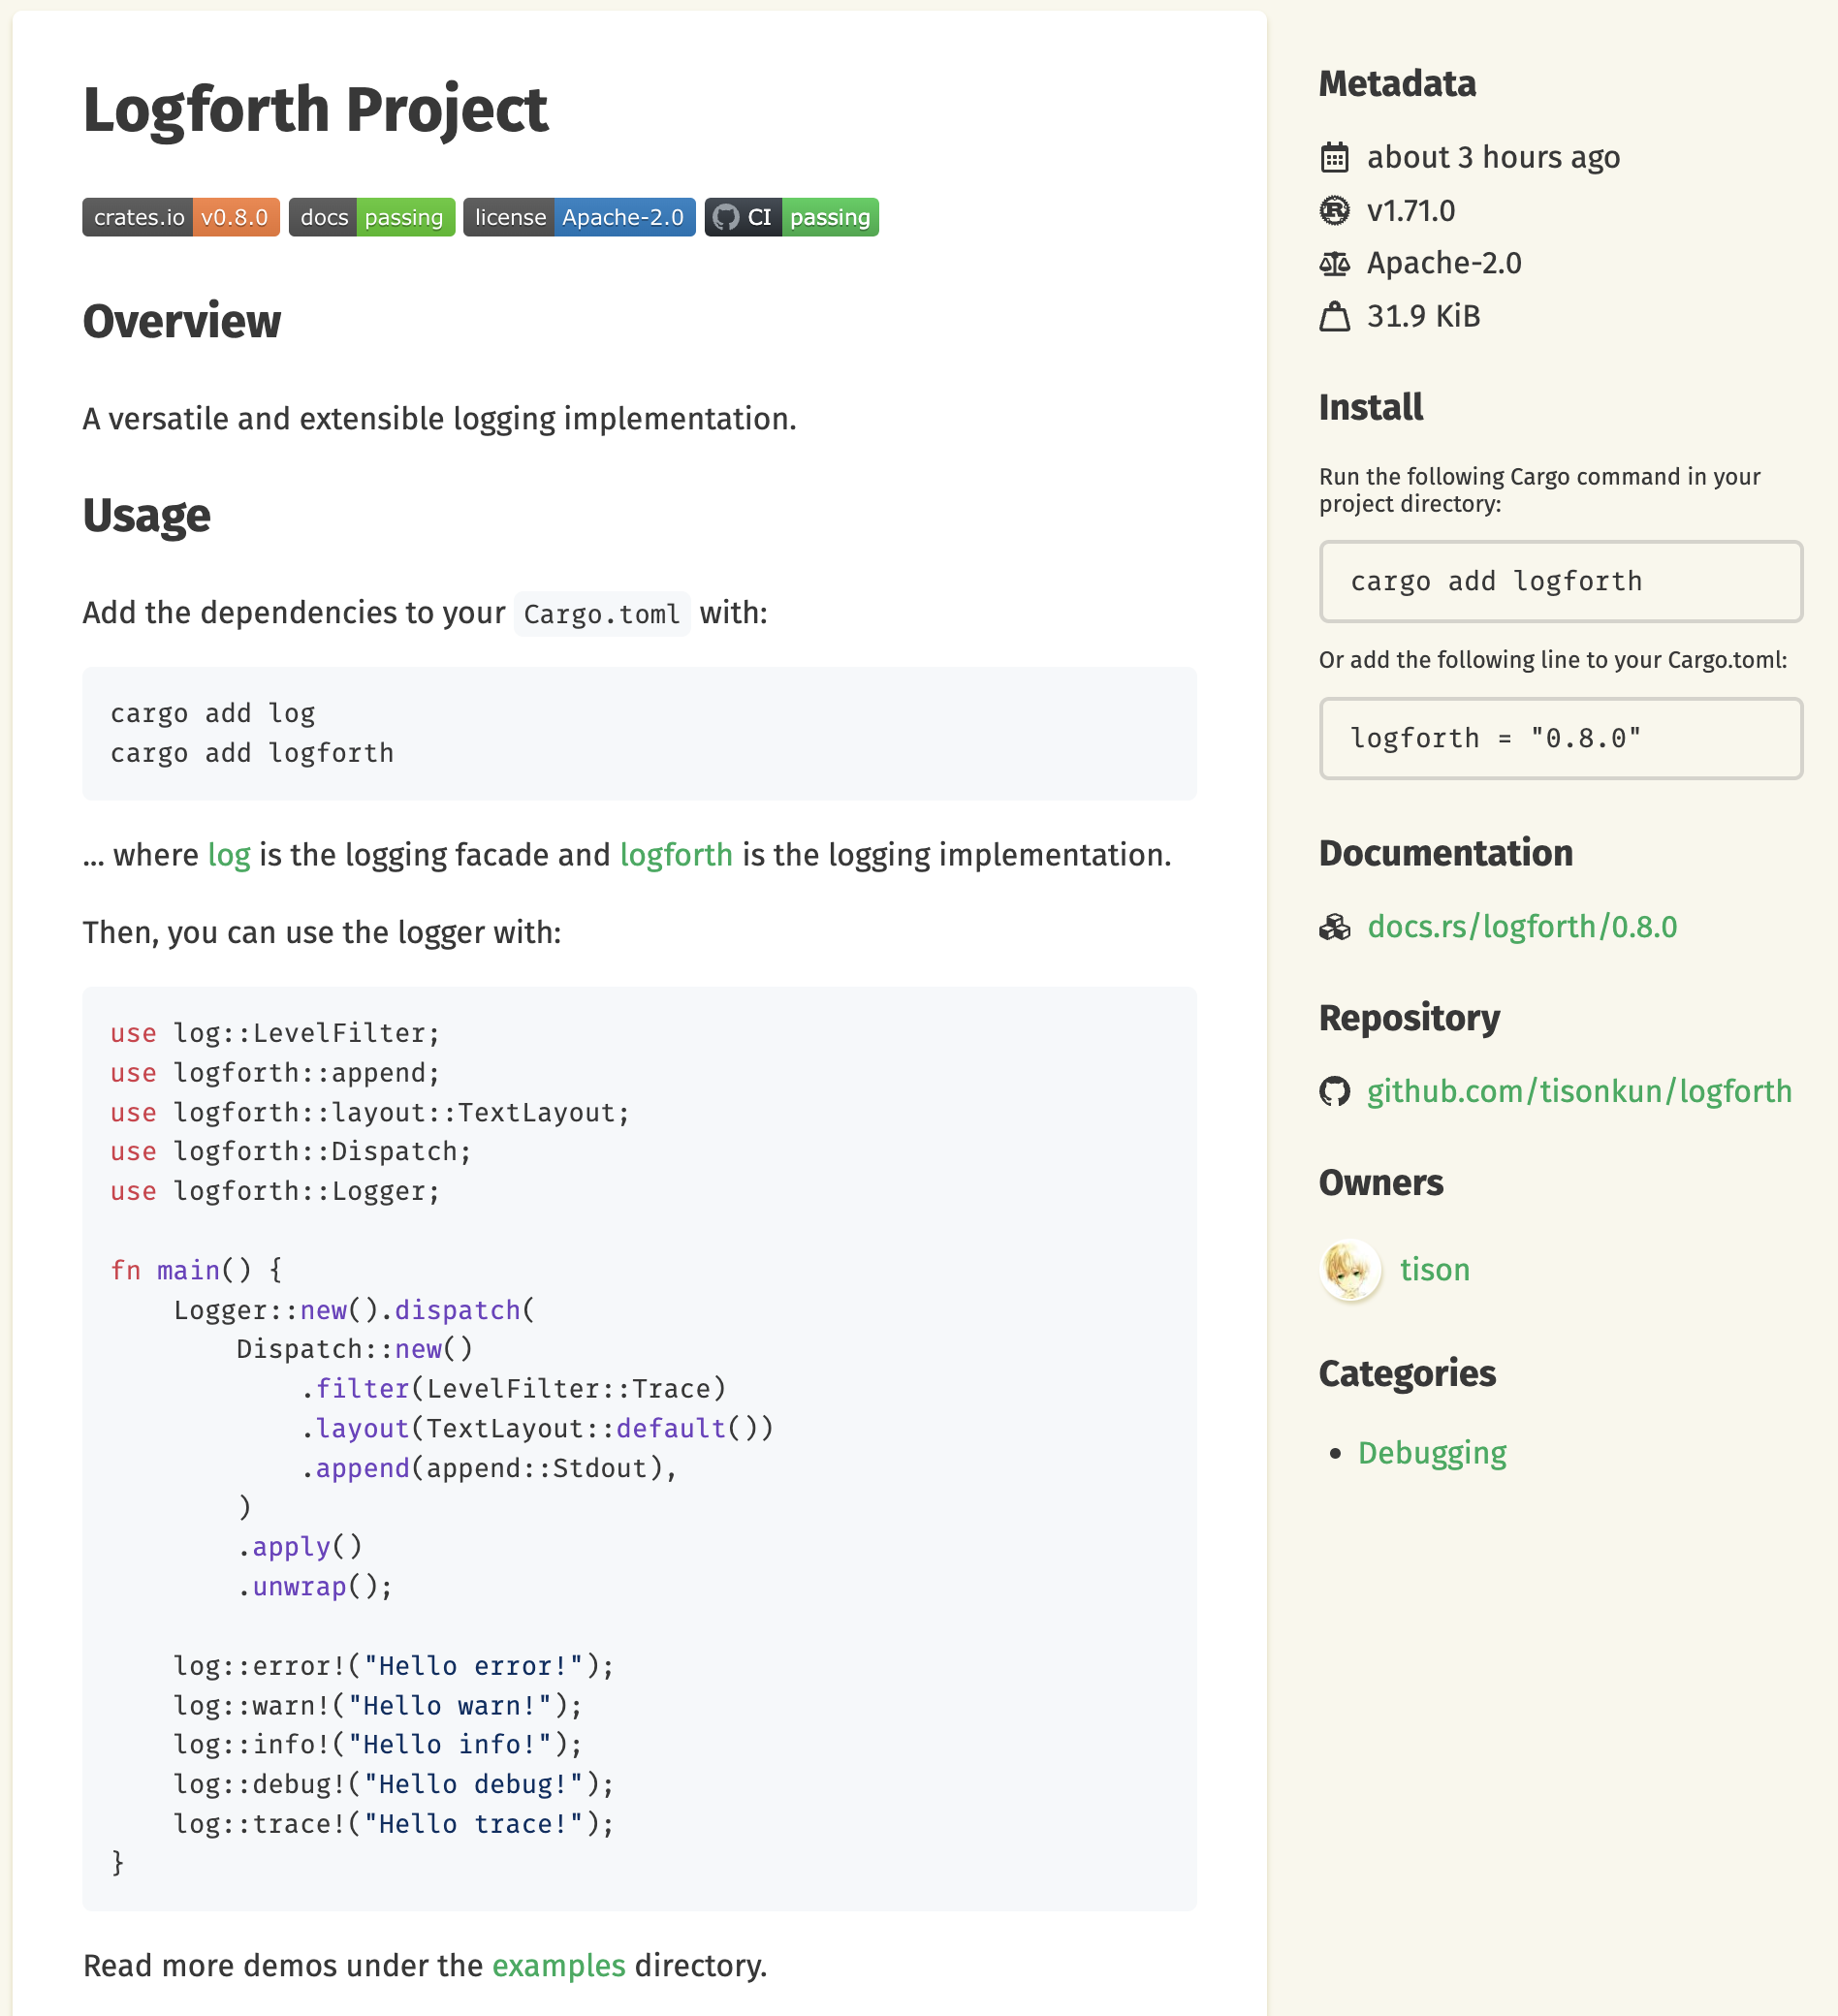 Logforth Project
crates.io v0.8.0 docs passing license Apache-2.0 CI passing
Overview
A versatile and extensible logging implementation.
Usage
Add the dependencies to your Cargo.toml with:
cargo add log
cargo add logforth
... where log is the logging facade and logforth is the logging implementation.
Then, you can use the logger with:
use log::LevelFilter;
use logforth::append;
use logforth::layout::TextLayout;
use logforth::Dispatch;
use logforth::Logger;

fn main() {
    Logger::new().dispatch(
        Dispatch::new()
            .filter(LevelFilter::Trace)
            .layout(TextLayout::default())
            .append(append::Stdout),
        )
        .apply()
        .unwrap();

    log::error!("Hello error!");
    log::warn!("Hello warn!");
    log::info!("Hello info!");
    log::debug!("Hello debug!");
    log::trace!("Hello trace!");
}
Read more demos under the examples directory.
Metadata
about 3 hours ago
v1.71.0
Apache-2.0
31.9 KiB
Install
Run the following Cargo command in your
project directory:
cargo add logforth
Or add the following line to your Cargo.toml:
logforth = "0.8.0"
Documentation
docs.rs/logforth/0.8.0
Repository
github.com/tisonkun/logforth
Owners
tison
Categories
• Debugging